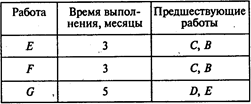 Работа
Время выпол-
нения, месяцы
Предшествующие
работы
E
3
C, B
F
3
C, B
G
5
D, E